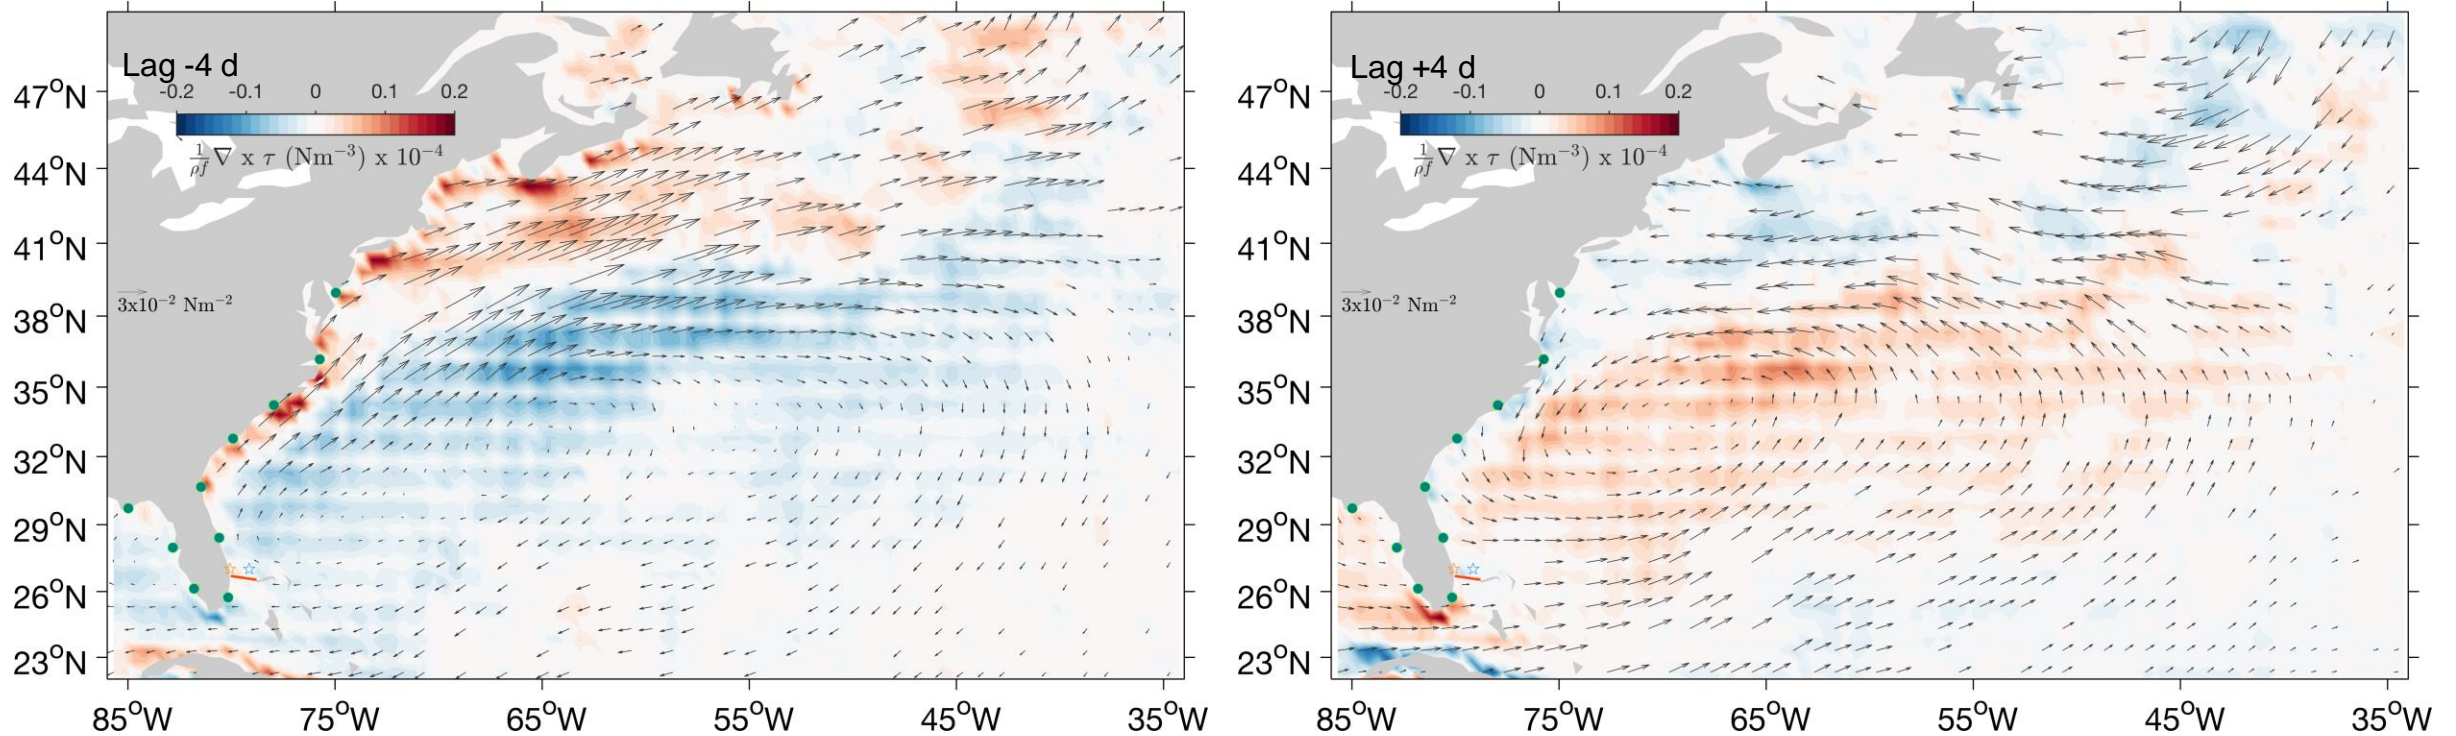 Lag -4 d
-0.2 -0.1 0 0.1 0.2
1/ρf ∇ x τ (Nm⁻³) x 10⁻⁴
3x10⁻² Nm⁻²
47°N
44°N
41°N
38°N
35°N
32°N
29°N
26°N
23°N
85°W 75°W 65°W 55°W 45°W 35°W
Lag +4 d
-0.2 -0.1 0 0.1 0.2
1/ρf ∇ x τ (Nm⁻³) x 10⁻⁴
3x10⁻² Nm⁻²
47°N
44°N
41°N
38°N
35°N
32°N
29°N
26°N
23°N
85°W 75°W 65°W 55°W 45°W 35°W